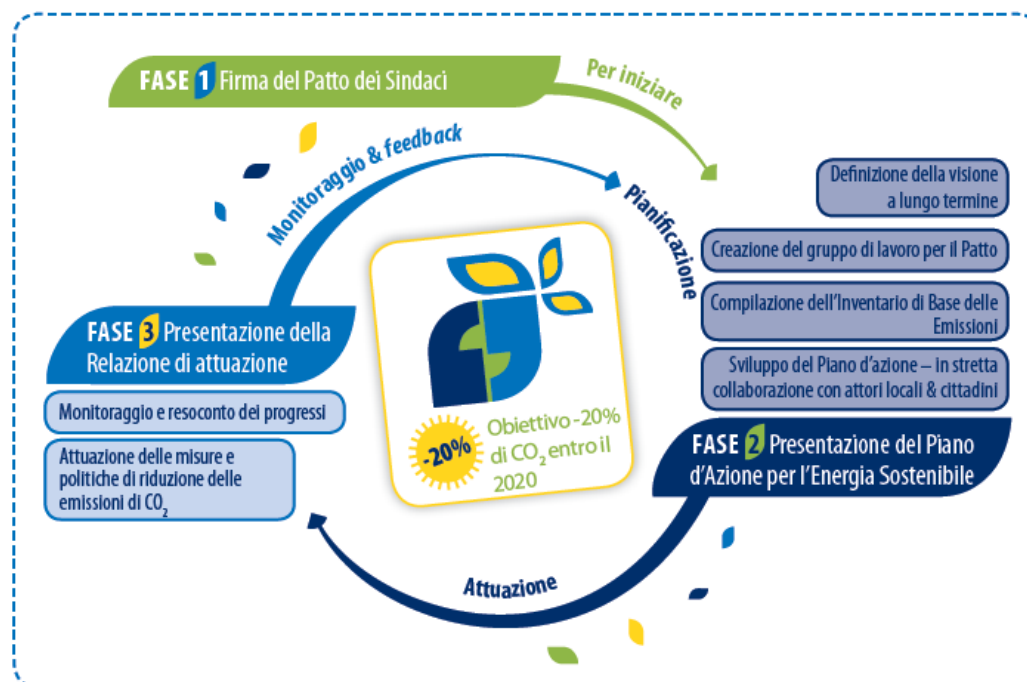 FASE 1 Firma del Patto dei Sindaci
Per iniziare
Monitoraggio & feedback
Pianificazione
Definizione della visione
a lungo termine
Creazione del gruppo di lavoro per il Patto
Compilazione dell'Inventario di Base delle
Emissioni
Sviluppo del Piano d'azione – in stretta
collaborazione con attori locali & cittadini
FASE 2 Presentazione del Piano
d'Azione per l'Energia Sostenibile
Attuazione
FASE 3 Presentazione della
Relazione di attuazione
Monitoraggio e resoconto dei progressi
Attuazione delle misure e
politiche di riduzione delle
emissioni di CO₂
-20%
Obiettivo -20%
di CO₂ entro il
2020